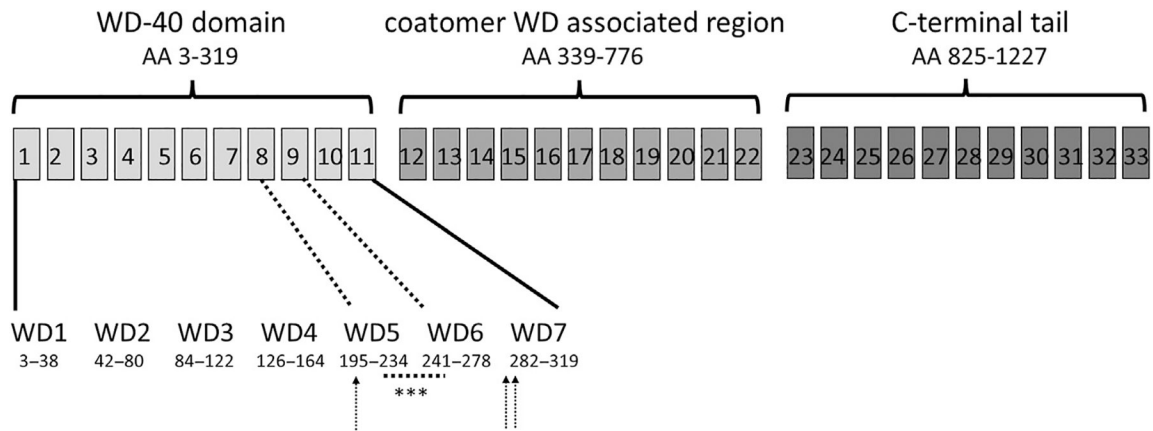 WD-40 domain coatomer WD associated region C-terminal tail
AA 3-319 AA 339-776 AA 825-1227
1 2 3 4 5 6 7 8 9 10 11 12 13 14 15 16 17 18 19 20 21 22 23 24 25 26 27 28 29 30 31 32 33
WD1 WD2 WD3 WD4 WD5 WD6 WD7
3–38 42–80 84–122 126–164 195–234 241–278 282–319
***